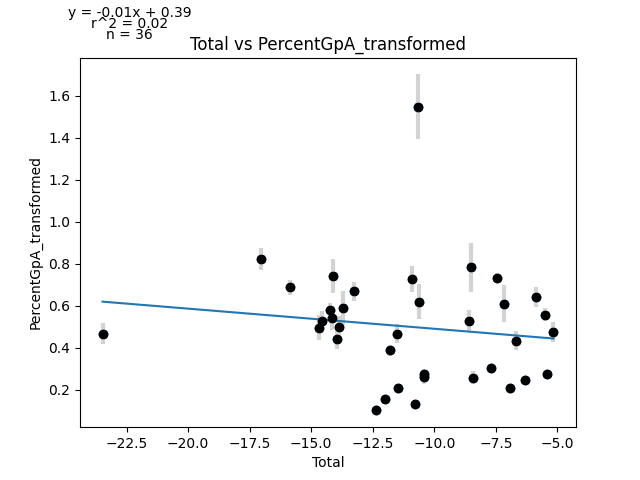 y = -0.01x + 0.39
r^2 = 0.02
n = 36
Total vs PercentGpA_transformed
PercentGpA_transformed
1.6
1.4
1.2
1.0
0.8
0.6
0.4
0.2
−22.5 −20.0 −17.5 −15.0 −12.5 −10.0 −7.5 −5.0
Total